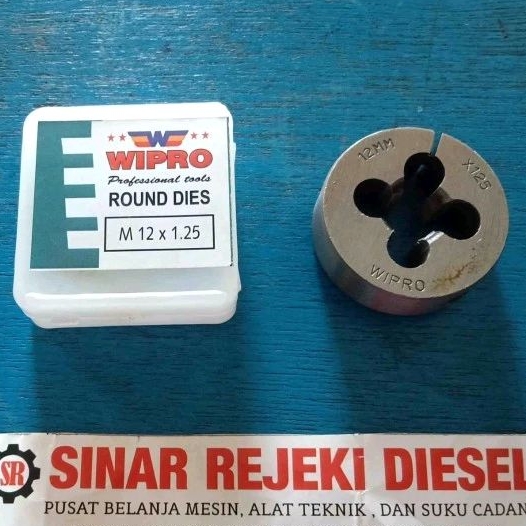 W
WIPRO
Professional tools
ROUND DIES
M 12 x 1.25
12MM
X125
WIPRO
SR
SINAR REJEKI DIESEL
PUSAT BELANJA MESIN, ALAT TEKNIK , DAN SUKU CADAN